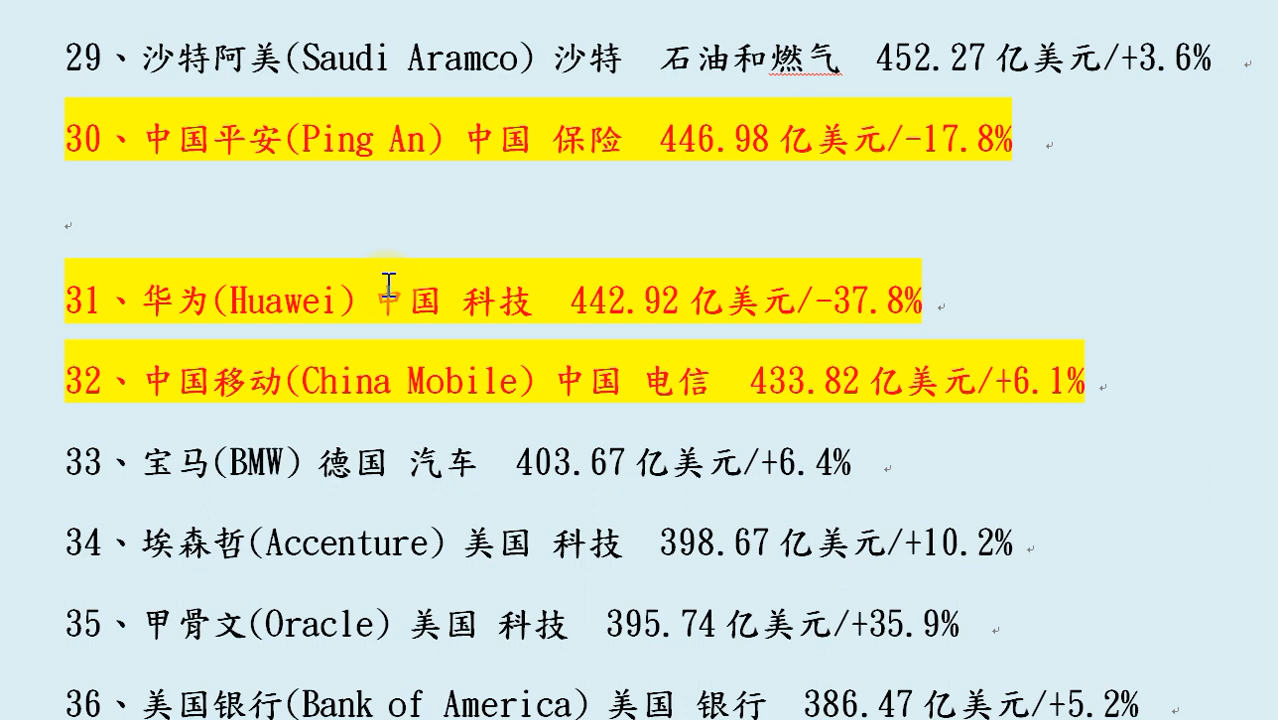 29、沙特阿美(Saudi Aramco) 沙特 石油和燃气 452.27亿美元/+3.6%
30、中国平安(Ping An) 中国 保险 446.98亿美元/-17.8%
31、华为(Huawei) 中国 科技 442.92亿美元/-37.8%
32、中国移动(China Mobile) 中国 电信 433.82亿美元/+6.1%
33、宝马(BMW) 德国 汽车 403.67亿美元/+6.4%
34、埃森哲(Accenture) 美国 科技 398.67亿美元/+10.2%
35、甲骨文(Oracle) 美国 科技 395.74亿美元/+35.9%
36、美国银行(Bank of America) 美国 银行 386.47亿美元/+5.2%